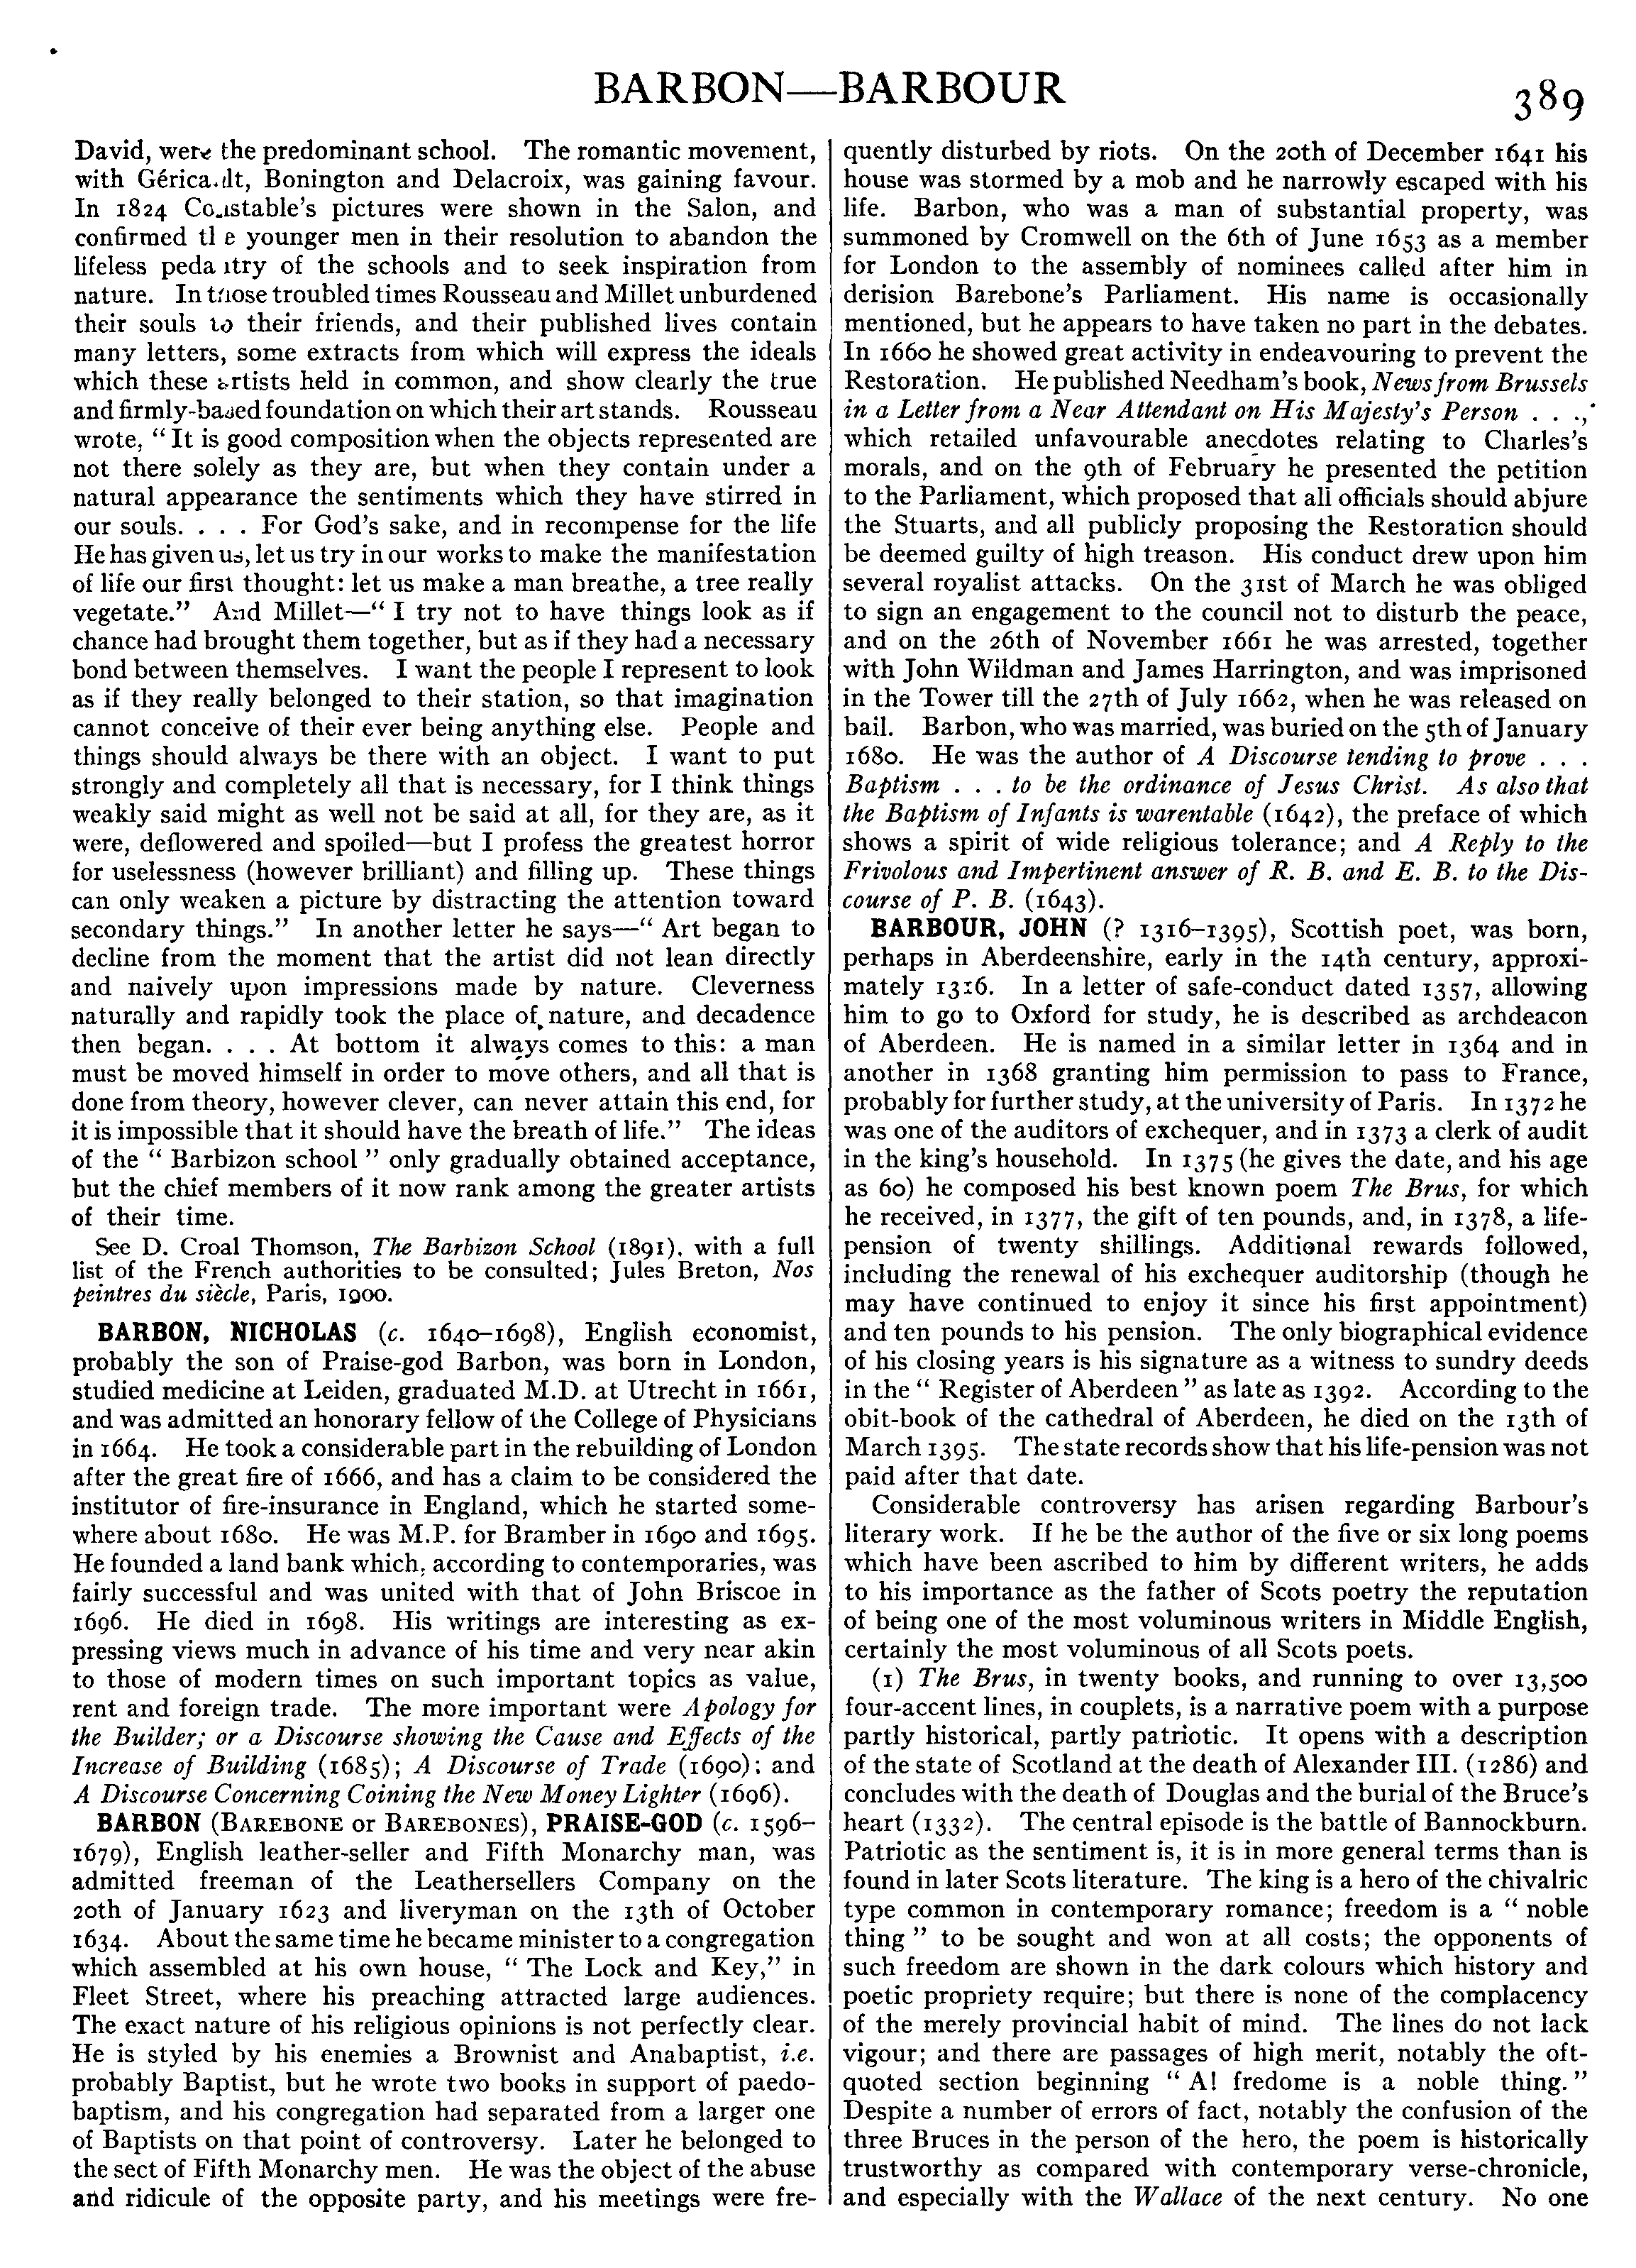 BARBON—BARBOUR
389
David, were the predominant school. The romantic movement,
with Géricault, Bonington and Delacroix, was gaining favour.
In 1824 Constable's pictures were shown in the Salon, and
confirmed the younger men in their resolution to abandon the
lifeless pedantry of the schools and to seek inspiration from
nature. In those troubled times Rousseau and Millet unburdened
their souls to their friends, and their published lives contain
many letters, some extracts from which will express the ideals
which these artists held in common, and show clearly the true
and firmly-based foundation on which their art stands. Rousseau
wrote, “ It is good composition when the objects represented are
not there solely as they are, but when they contain under a
natural appearance the sentiments which they have stirred in
our souls. . . . For God's sake, and in recompense for the life
He has given us, let us try in our works to make the manifestation
of life our first thought: let us make a man breathe, a tree really
vegetate.” And Millet—“ I try not to have things look as if
chance had brought them together, but as if they had a necessary
bond between themselves. I want the people I represent to look
as if they really belonged to their station, so that imagination
cannot conceive of their ever being anything else. People and
things should always be there with an object. I want to put
strongly and completely all that is necessary, for I think things
weakly said might as well not be said at all, for they are, as it
were, deflowered and spoiled—but I profess the greatest horror
for uselessness (however brilliant) and filling up. These things
can only weaken a picture by distracting the attention toward
secondary things.” In another letter he says—“ Art began to
decline from the moment that the artist did not lean directly
and naively upon impressions made by nature. Cleverness
naturally and rapidly took the place of nature, and decadence
then began. . . . At bottom it always comes to this: a man
must be moved himself in order to move others, and all that is
done from theory, however clever, can never attain this end, for
it is impossible that it should have the breath of life.” The ideas
of the “ Barbizon school ” only gradually obtained acceptance,
but the chief members of it now rank among the greater artists
of their time.
See D. Croal Thomson, The Barbizon School (1891), with a full
list of the French authorities to be consulted; Jules Breton, Nos
peintres du siècle, Paris, 1900.
BARBON, NICHOLAS (c. 1640–1698), English economist,
probably the son of Praise-god Barbon, was born in London,
studied medicine at Leiden, graduated M.D. at Utrecht in 1661,
and was admitted an honorary fellow of the College of Physicians
in 1664. He took a considerable part in the rebuilding of London
after the great fire of 1666, and has a claim to be considered the
institutor of fire-insurance in England, which he started some-
where about 1680. He was M.P. for Bramber in 1690 and 1695.
He founded a land bank which, according to contemporaries, was
fairly successful and was united with that of John Briscoe in
1696. He died in 1698. His writings are interesting as ex-
pressing views much in advance of his time and very near akin
to those of modern times on such important topics as value,
rent and foreign trade. The more important were Apology for
the Builder; or a Discourse showing the Cause and Effects of the
Increase of Building (1685); A Discourse of Trade (1690); and
A Discourse Concerning Coining the New Money Lighter (1696).
BARBON (BAREBONE or BAREBONES), PRAISE-GOD (c. 1596–
1679), English leather-seller and Fifth Monarchy man, was
admitted freeman of the Leathersellers Company on the
20th of January 1623 and liveryman on the 13th of October
1634. About the same time he became minister to a congregation
which assembled at his own house, “ The Lock and Key,” in
Fleet Street, where his preaching attracted large audiences.
The exact nature of his religious opinions is not perfectly clear.
He is styled by his enemies a Brownist and Anabaptist, i.e.
probably Baptist, but he wrote two books in support of paedo-
baptism, and his congregation had separated from a larger one
of Baptists on that point of controversy. Later he belonged to
the sect of Fifth Monarchy men. He was the object of the abuse
and ridicule of the opposite party, and his meetings were fre-
quently disturbed by riots. On the 20th of December 1641 his
house was stormed by a mob and he narrowly escaped with his
life. Barbon, who was a man of substantial property, was
summoned by Cromwell on the 6th of June 1653 as a member
for London to the assembly of nominees called after him in
derision Barebone's Parliament. His name is occasionally
mentioned, but he appears to have taken no part in the debates.
In 1660 he showed great activity in endeavouring to prevent the
Restoration. He published Needham's book, News from Brussels
in a Letter from a Near Attendant on His Majesty's Person . . .,
which retailed unfavourable anecdotes relating to Charles's
morals, and on the 9th of February he presented the petition
to the Parliament, which proposed that all officials should abjure
the Stuarts, and all publicly proposing the Restoration should
be deemed guilty of high treason. His conduct drew upon him
several royalist attacks. On the 31st of March he was obliged
to sign an engagement to the council not to disturb the peace,
and on the 26th of November 1661 he was arrested, together
with John Wildman and James Harrington, and was imprisoned
in the Tower till the 27th of July 1662, when he was released on
bail. Barbon, who was married, was buried on the 5th of January
1680. He was the author of A Discourse tending to prove . . .
Baptism . . . to be the ordinance of Jesus Christ. As also that
the Baptism of Infants is warentable (1642), the preface of which
shows a spirit of wide religious tolerance; and A Reply to the
Frivolous and Impertinent answer of R. B. and E. B. to the Dis-
course of P. B. (1643).
BARBOUR, JOHN (? 1316–1395), Scottish poet, was born,
perhaps in Aberdeenshire, early in the 14th century, approxi-
mately 1316. In a letter of safe-conduct dated 1357, allowing
him to go to Oxford for study, he is described as archdeacon
of Aberdeen. He is named in a similar letter in 1364 and in
another in 1368 granting him permission to pass to France,
probably for further study, at the university of Paris. In 1372 he
was one of the auditors of exchequer, and in 1373 a clerk of audit
in the king's household. In 1375 (he gives the date, and his age
as 60) he composed his best known poem The Brus, for which
he received, in 1377, the gift of ten pounds, and, in 1378, a life-
pension of twenty shillings. Additional rewards followed,
including the renewal of his exchequer auditorship (though he
may have continued to enjoy it since his first appointment)
and ten pounds to his pension. The only biographical evidence
of his closing years is his signature as a witness to sundry deeds
in the “ Register of Aberdeen ” as late as 1392. According to the
obit-book of the cathedral of Aberdeen, he died on the 13th of
March 1395. The state records show that his life-pension was not
paid after that date.
Considerable controversy has arisen regarding Barbour's
literary work. If he be the author of the five or six long poems
which have been ascribed to him by different writers, he adds
to his importance as the father of Scots poetry the reputation
of being one of the most voluminous writers in Middle English,
certainly the most voluminous of all Scots poets.
(1) The Brus, in twenty books, and running to over 13,500
four-accent lines, in couplets, is a narrative poem with a purpose
partly historical, partly patriotic. It opens with a description
of the state of Scotland at the death of Alexander III. (1286) and
concludes with the death of Douglas and the burial of the Bruce's
heart (1332). The central episode is the battle of Bannockburn.
Patriotic as the sentiment is, it is in more general terms than is
found in later Scots literature. The king is a hero of the chivalric
type common in contemporary romance; freedom is a “ noble
thing ” to be sought and won at all costs; the opponents of
such freedom are shown in the dark colours which history and
poetic propriety require; but there is none of the complacency
of the merely provincial habit of mind. The lines do not lack
vigour; and there are passages of high merit, notably the oft-
quoted section beginning “ A! fredome is a noble thing.”
Despite a number of errors of fact, notably the confusion of the
three Bruces in the person of the hero, the poem is historically
trustworthy as compared with contemporary verse-chronicle,
and especially with the Wallace of the next century. No one